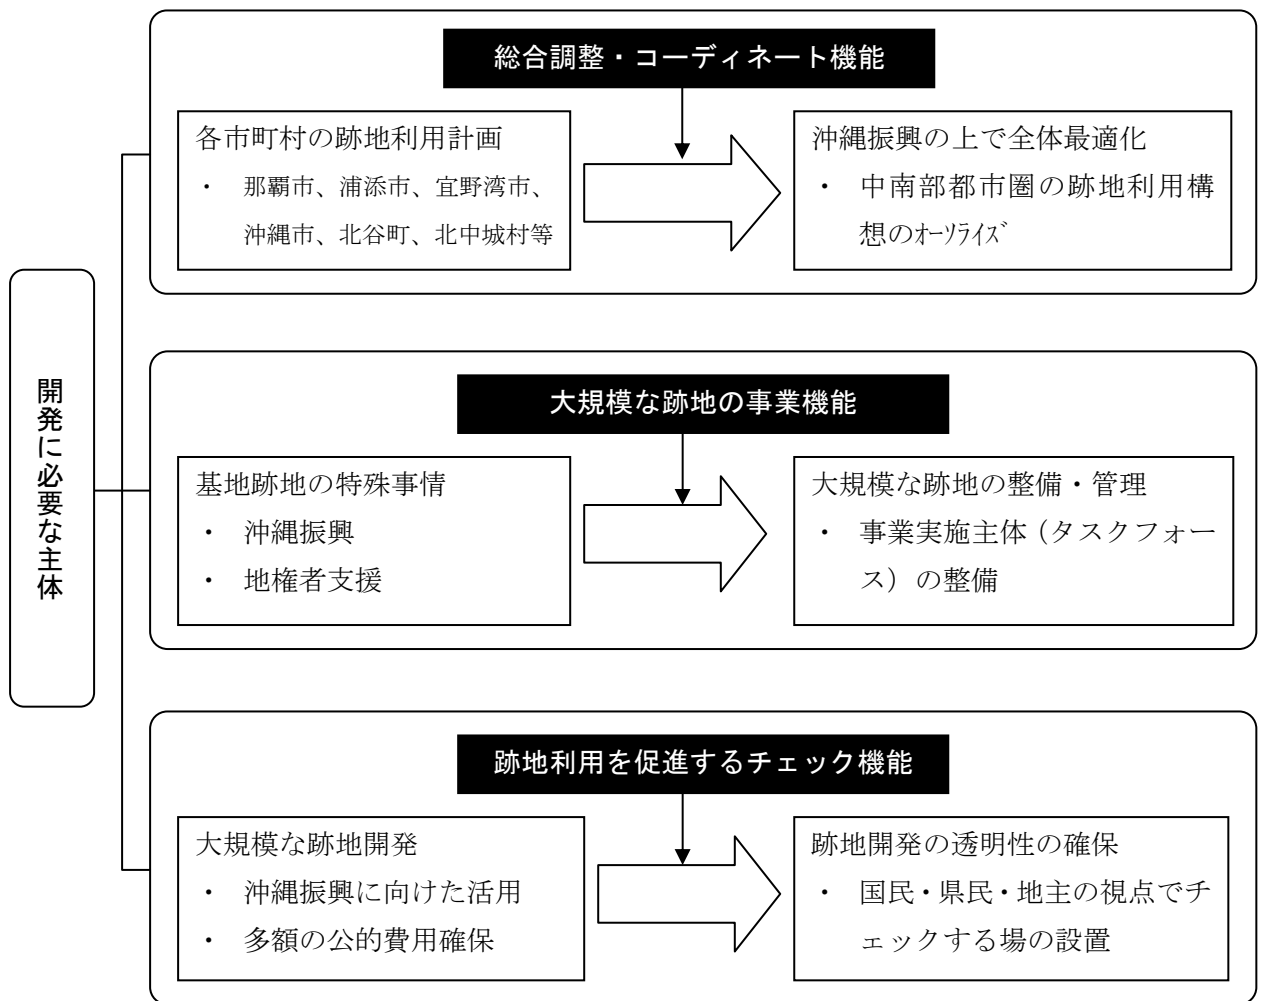 開発に必要な主体
総合調整・コーディネート機能
各市町村の跡地利用計画
・ 那覇市、浦添市、宜野湾市、
沖縄市、北谷町、北中城村等
沖縄振興の上で全体最適化
・ 中南部都市圏の跡地利用構
想のｵｰｿﾗｲｽﾞ
大規模な跡地の事業機能
基地跡地の特殊事情
・ 沖縄振興
・ 地権者支援
大規模な跡地の整備・管理
・ 事業実施主体（タスクフォー
ス）の整備
跡地利用を促進するチェック機能
大規模な跡地開発
・ 沖縄振興に向けた活用
・ 多額の公的費用確保
跡地開発の透明性の確保
・ 国民・県民・地主の視点でチ
ェックする場の設置